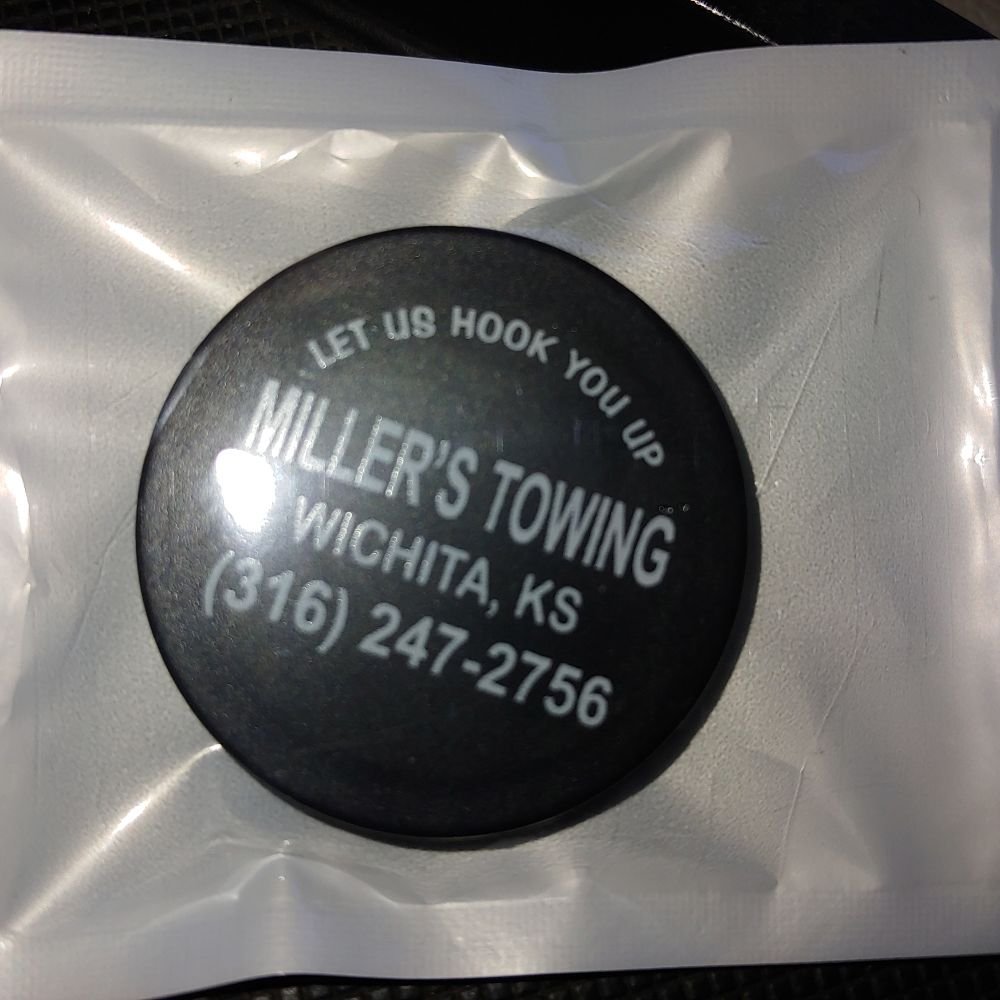 LET US HOOK YOU UP
MILLER'S TOWING
WICHITA, KS
(316) 247-2756